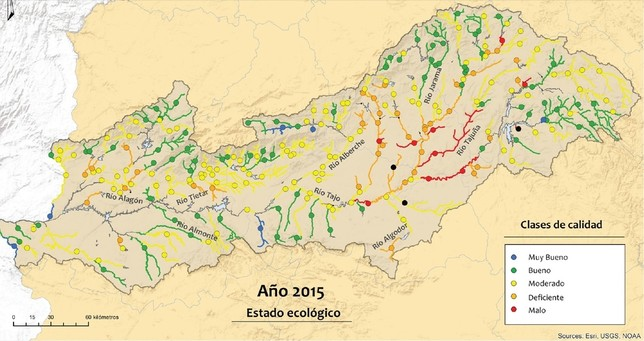 Río Jarama
Río Tajuña
Río Alberche
Río Tajo
Río Alagón
Río Tietar
Río Almonte
Río Algodor
Año 2015
Estado ecológico
0 15 30 60 kilómetros
Clases de calidad
Muy Bueno
Bueno
Moderado
Deficiente
Malo
Sources: Esri, USGS, NOAA